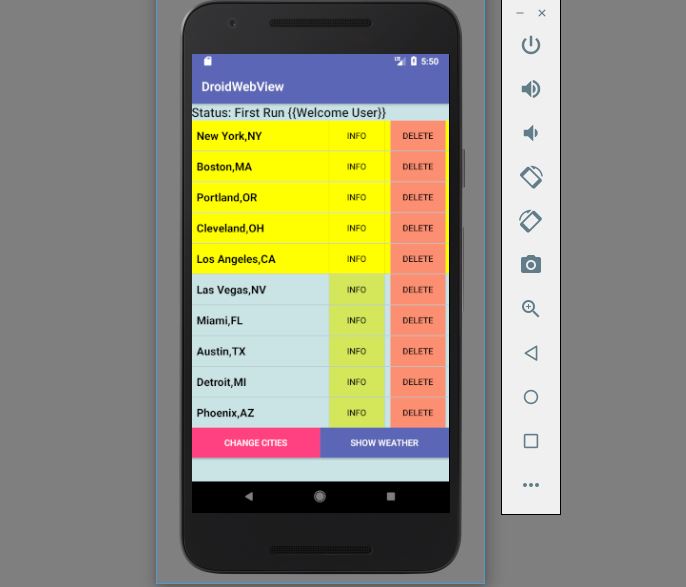 5:50
DroidWebView
Status: First Run {{Welcome User}}
New York,NY INFO DELETE
Boston,MA INFO DELETE
Portland,OR INFO DELETE
Cleveland,OH INFO DELETE
Los Angeles,CA INFO DELETE
Las Vegas,NV INFO DELETE
Miami,FL INFO DELETE
Austin,TX INFO DELETE
Detroit,MI INFO DELETE
Phoenix,AZ INFO DELETE
CHANGE CITIES SHOW WEATHER